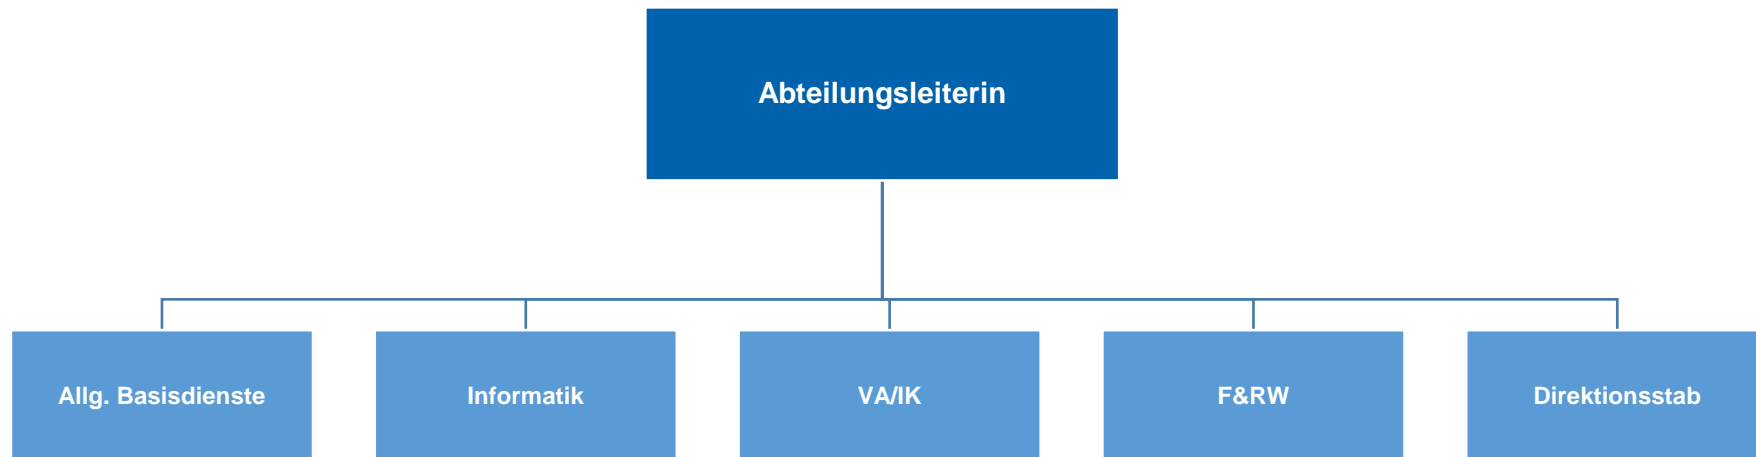 Abteilungsleiterin
Allg. Basisdienste
Informatik
VA/IK
F&RW
Direktionsstab